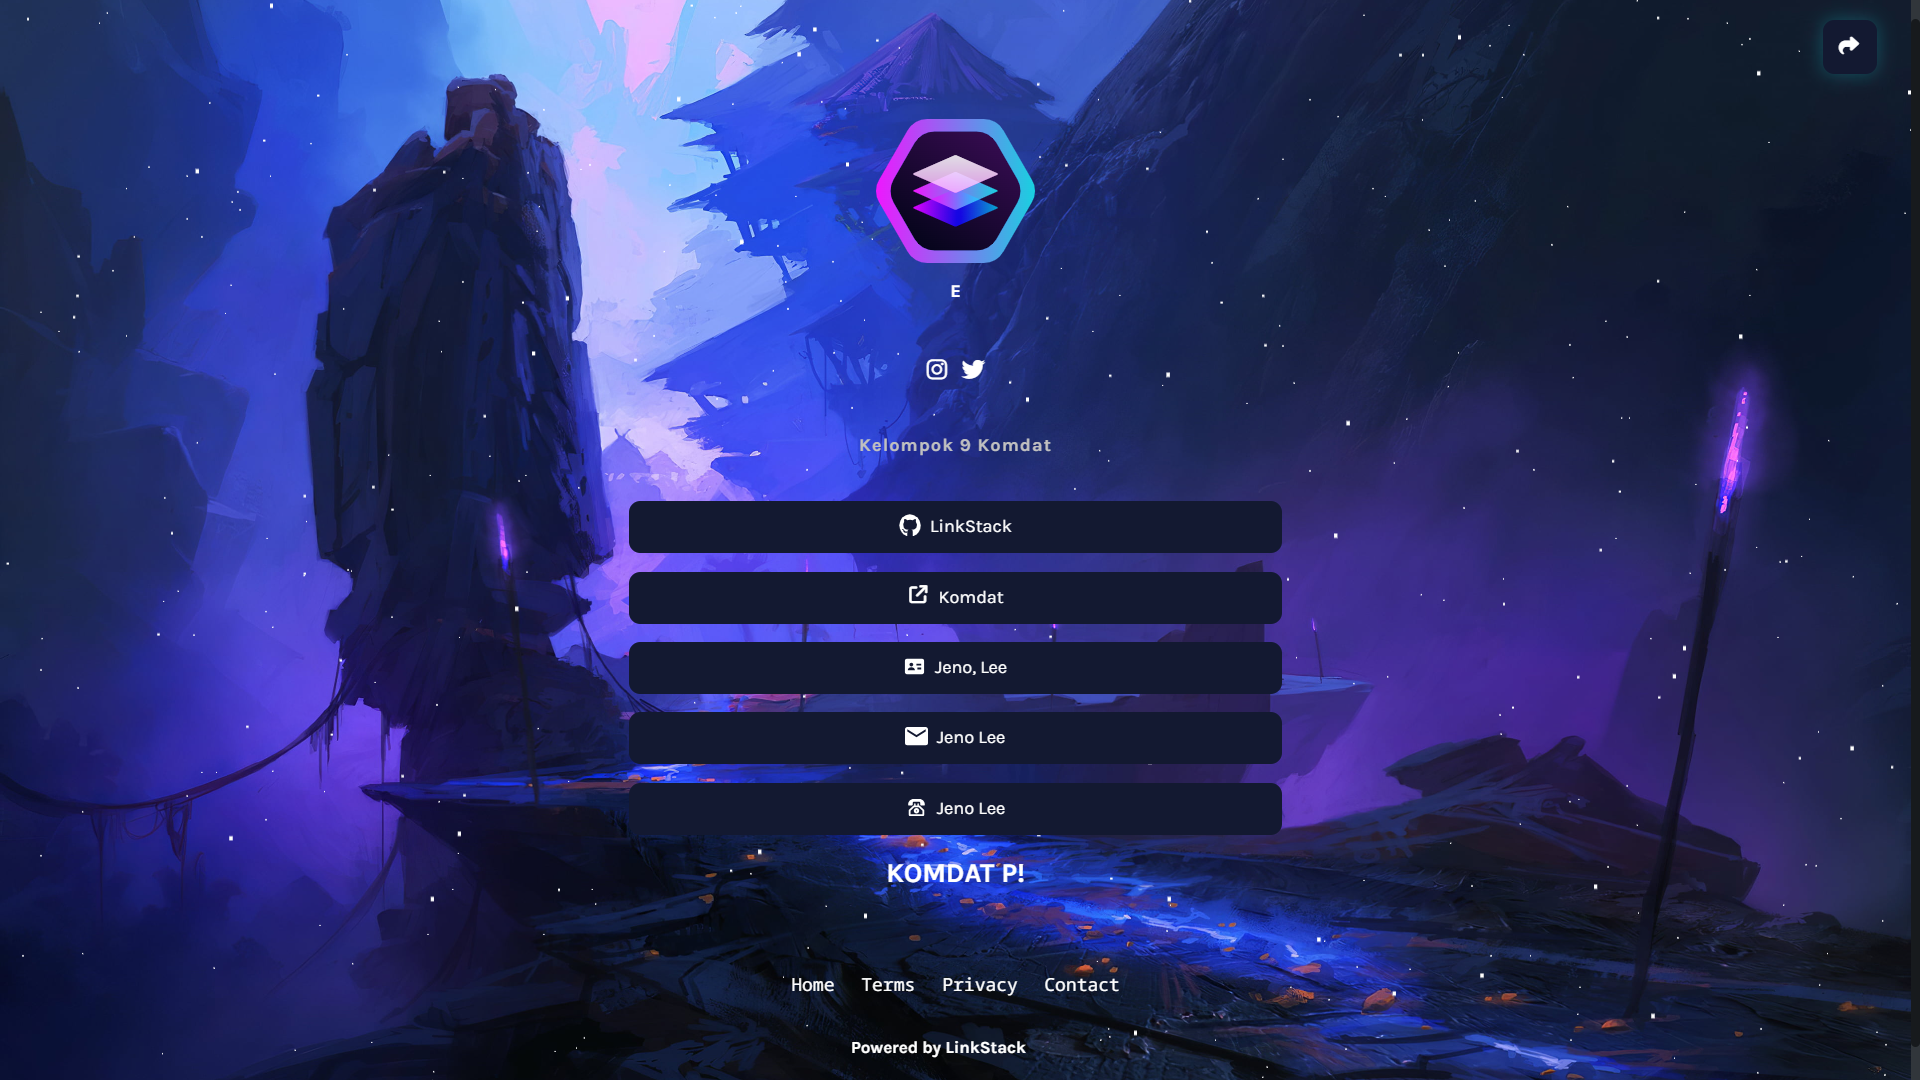 E
Kelompok 9 Komdat
LinkStack
Komdat
Jeno, Lee
Jeno Lee
Jeno Lee
KOMDAT P!
Home Terms Privacy Contact
Powered by LinkStack